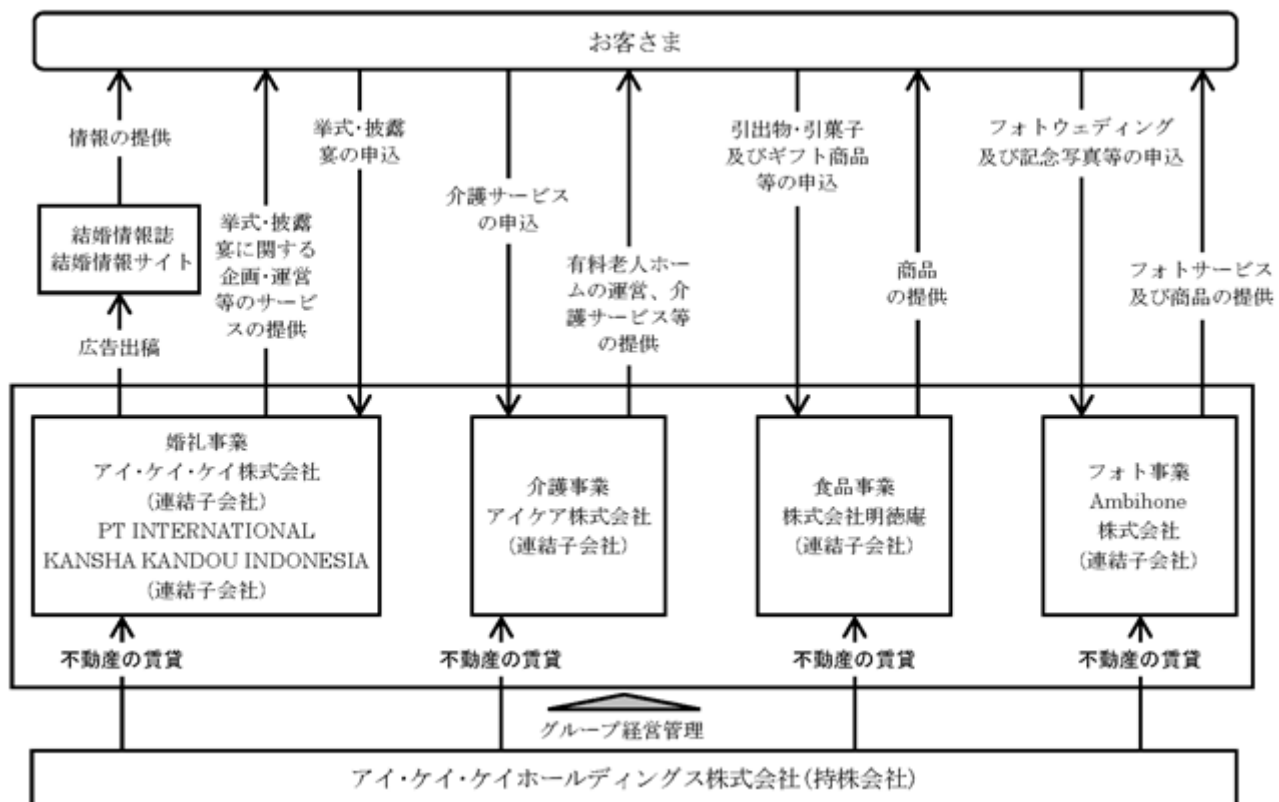 お客さま
情報の提供
結婚情報誌
結婚情報サイト
広告出稿
挙式・披露
宴に関する
企画・運営
等のサービ
スの提供
挙式・披露
宴の申込
介護サービス
の申込
有料老人ホー
ムの運営、介
護サービス等
の提供
引出物・引菓子
及びギフト商品
等の申込
商品
の提供
フォトウェディング
及び記念写真等の申込
フォトサービス
及び商品の提供
婚礼事業
アイ・ケイ・ケイ株式会社
(連結子会社)
PT INTERNATIONAL
KANSHA KANDOU INDONESIA
(連結子会社)
介護事業
アイケア株式会社
(連結子会社)
食品事業
株式会社明徳庵
(連結子会社)
フォト事業
Ambihone
株式会社
(連結子会社)
不動産の賃貸
不動産の賃貸
不動産の賃貸
不動産の賃貸
グループ経営管理
アイ・ケイ・ケイホールディングス株式会社(持株会社)